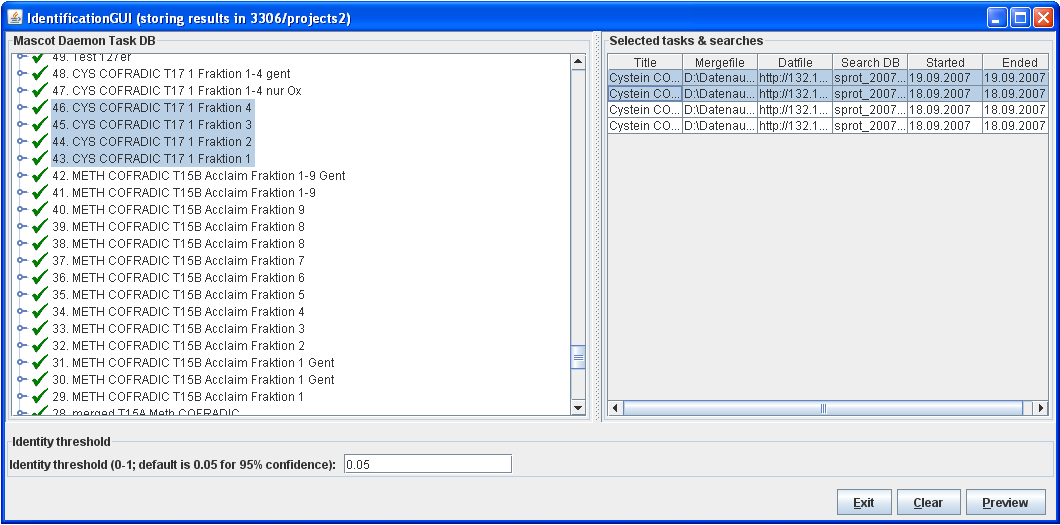 IdentificationGUI (storing results in 3306/projects2)
Mascot Daemon Task DB
49. Test 127er
48. CYS COFRADIC T17 1 Fraktion 1-4 gent
47. CYS COFRADIC T17 1 Fraktion 1-4 nur Ox
46. CYS COFRADIC T17 1 Fraktion 4
45. CYS COFRADIC T17 1 Fraktion 3
44. CYS COFRADIC T17 1 Fraktion 2
43. CYS COFRADIC T17 1 Fraktion 1
42. METH COFRADIC T15B Acclaim Fraktion 1-9 Gent
41. METH COFRADIC T15B Acclaim Fraktion 1-9
40. METH COFRADIC T15B Acclaim Fraktion 9
39. METH COFRADIC T15B Acclaim Fraktion 8
38. METH COFRADIC T15B Acclaim Fraktion 8
37. METH COFRADIC T15B Acclaim Fraktion 7
36. METH COFRADIC T15B Acclaim Fraktion 6
35. METH COFRADIC T15B Acclaim Fraktion 5
34. METH COFRADIC T15B Acclaim Fraktion 4
33. METH COFRADIC T15B Acclaim Fraktion 3
32. METH COFRADIC T15B Acclaim Fraktion 2
31. METH COFRADIC T15B Acclaim Fraktion 1 Gent
30. METH COFRADIC T15B Acclaim Fraktion 1 Gent
29. METH COFRADIC T15B Acclaim Fraktion 1
28. merged T15A Meth COFRADIC
Selected tasks & searches
Title Mergefile Datfile Search DB Started Ended
Cystein CO... D:\Datenau... http://132.1... sprot_2007... 19.09.2007 19.09.2007
Cystein CO... D:\Datenau... http://132.1... sprot_2007... 18.09.2007 18.09.2007
Cystein CO... D:\Datenau... http://132.1... sprot_2007... 18.09.2007 18.09.2007
Cystein CO... D:\Datenau... http://132.1... sprot_2007... 18.09.2007 18.09.2007
Identity threshold
Identity threshold (0-1; default is 0.05 for 95% confidence): 0.05
Exit Clear Preview